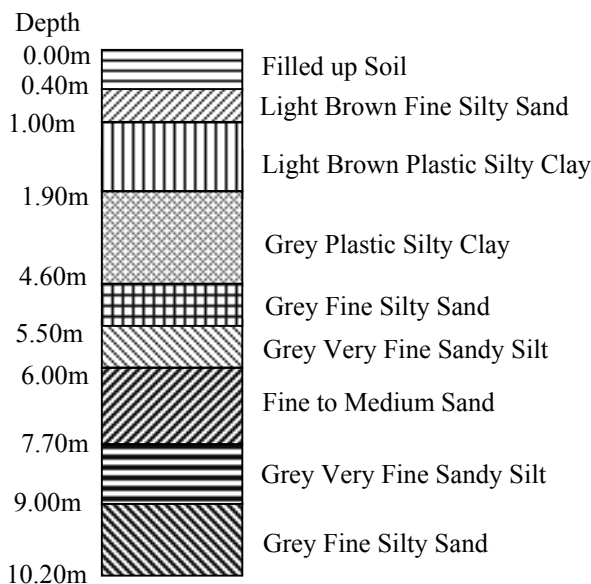 Depth
0.00m
Filled up Soil
0.40m
Light Brown Fine Silty Sand
1.00m
Light Brown Plastic Silty Clay
1.90m
Grey Plastic Silty Clay
4.60m
Grey Fine Silty Sand
5.50m
Grey Very Fine Sandy Silt
6.00m
Fine to Medium Sand
7.70m
Grey Very Fine Sandy Silt
9.00m
Grey Fine Silty Sand
10.20m